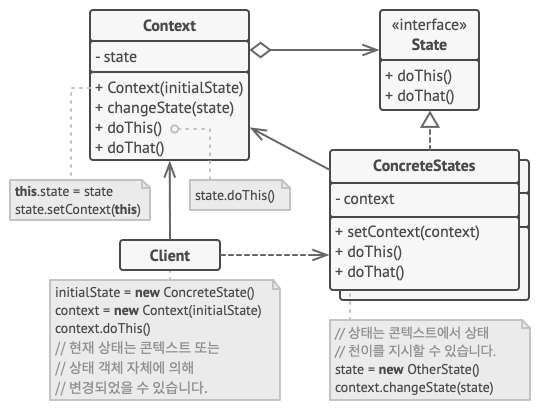 Context
- state
+ Context(initialState)
+ changeState(state)
+ doThis()
+ doThat()
«interface»
State
+ doThis()
+ doThat()
this.state = state
state.setContext(this)
state.doThis()
ConcreteStates
- context
+ setContext(context)
+ doThis()
+ doThat()
Client
initialState = new ConcreteState()
context = new Context(initialState)
context.doThis()
// 현재 상태는 콘텍스트 또는
// 상태 객체 자체에 의해
// 변경되었을 수 있습니다.
// 상태는 콘텍스트에서 상태
// 천이를 지시할 수 있습니다.
state = new OtherState()
context.changeState(state)